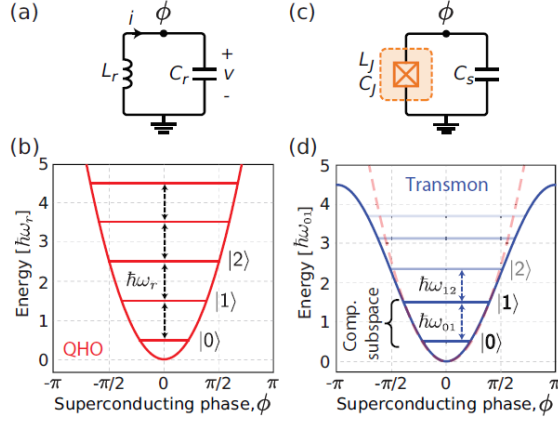 (a)
ϕ
i
L_r
C_r
+
v
-
(c)
ϕ
L_J
C_J
C_s
(b)
Energy [ħω_r]
5
4
3
2
1
0
ħω_r
|2⟩
|1⟩
|0⟩
QHO
-π
-π/2
0
π/2
π
Superconducting phase, ϕ
(d)
Energy [ħω_01]
5
4
3
2
1
0
Transmon
|2⟩
ħω_12
|1⟩
Comp.
subspace
ħω_01
|0⟩
-π
-π/2
0
π/2
π
Superconducting phase, ϕ